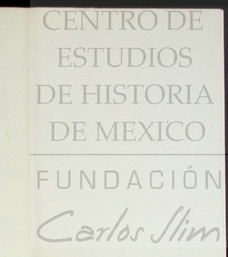 CENTRO DE
ESTUDIOS
DE HISTORIA
DE MEXICO
FUNDACIÓN
Carlos Slim